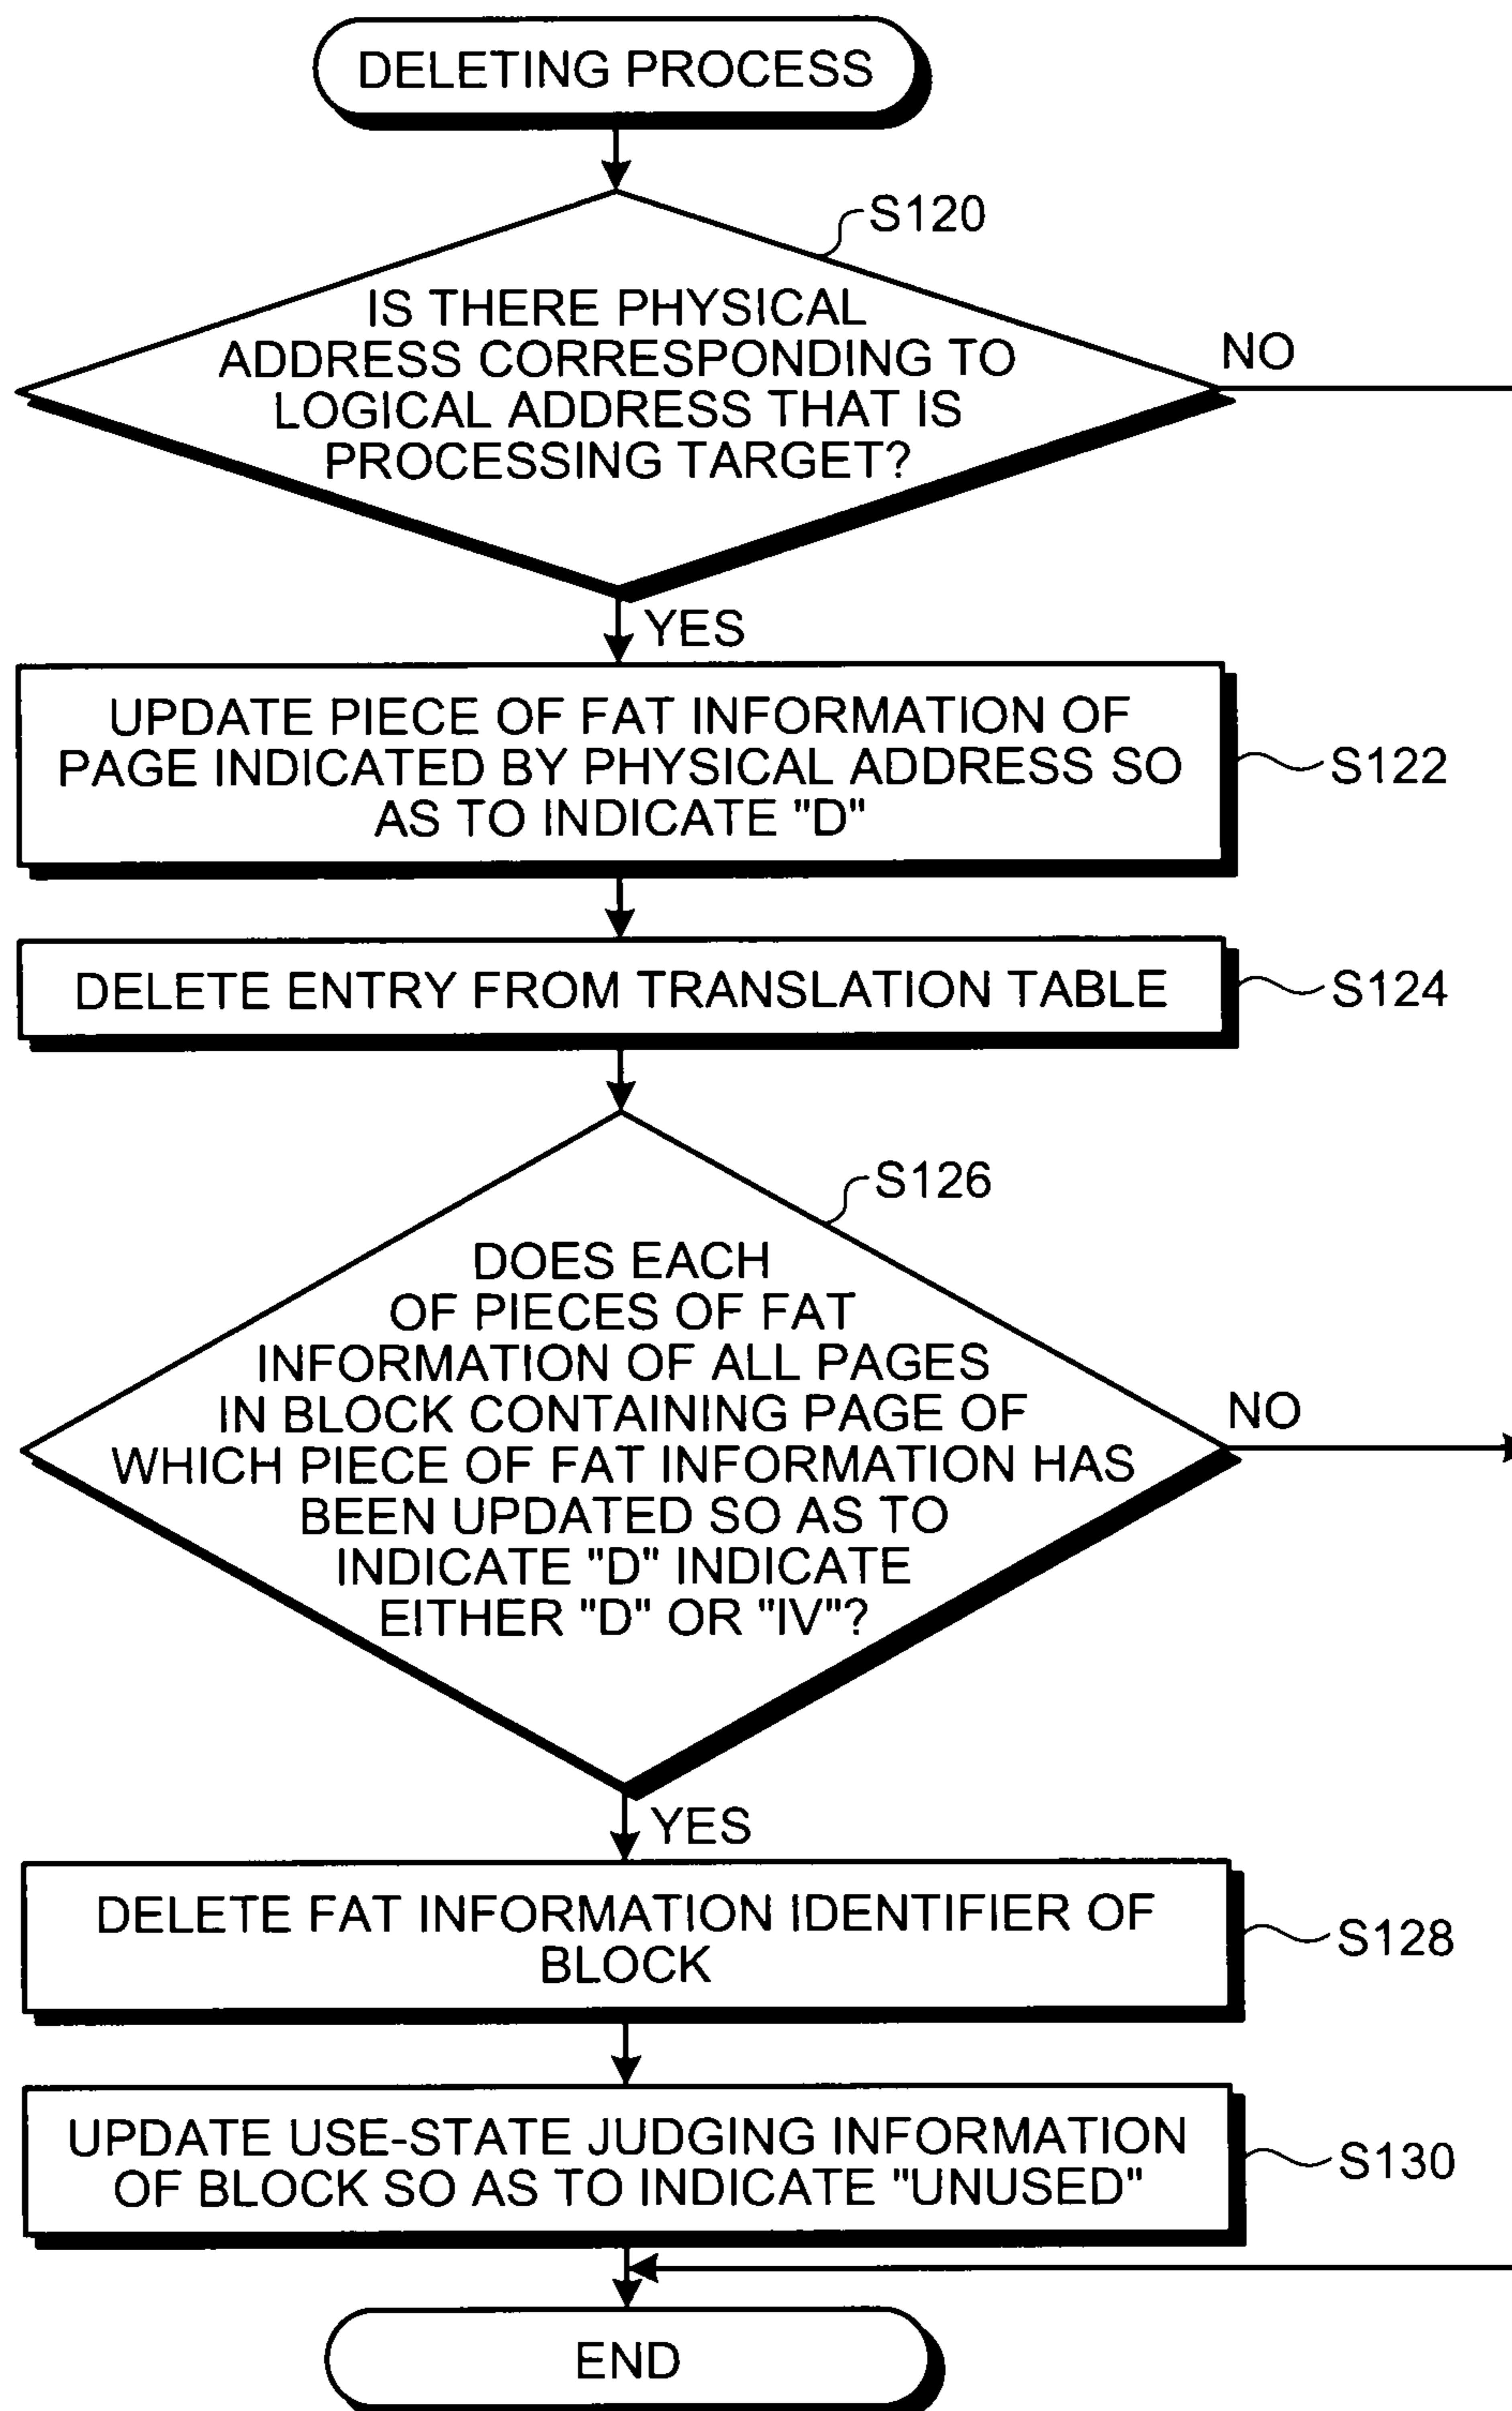 DELETING PROCESS
S120
IS THERE PHYSICAL
ADDRESS CORRESPONDING TO
LOGICAL ADDRESS THAT IS
PROCESSING TARGET?
NO
YES
UPDATE PIECE OF FAT INFORMATION OF
PAGE INDICATED BY PHYSICAL ADDRESS SO
AS TO INDICATE "D"
S122
DELETE ENTRY FROM TRANSLATION TABLE
S124
S126
DOES EACH
OF PIECES OF FAT
INFORMATION OF ALL PAGES
IN BLOCK CONTAINING PAGE OF
WHICH PIECE OF FAT INFORMATION HAS
BEEN UPDATED SO AS TO
INDICATE "D" INDICATE
EITHER "D" OR "IV"?
NO
YES
DELETE FAT INFORMATION IDENTIFIER OF
BLOCK
S128
UPDATE USE-STATE JUDGING INFORMATION
OF BLOCK SO AS TO INDICATE "UNUSED"
S130
END